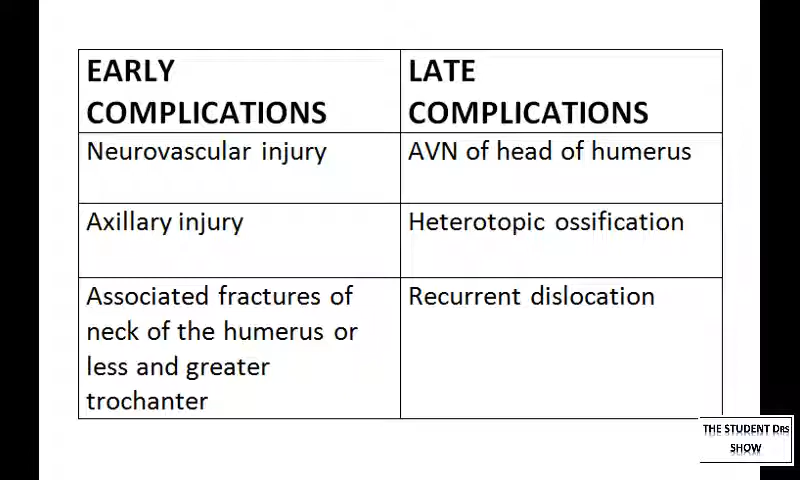 EARLY
COMPLICATIONS
LATE
COMPLICATIONS
Neurovascular injury
AVN of head of humerus
Axillary injury
Heterotopic ossification
Associated fractures of
neck of the humerus or
less and greater
trochanter
Recurrent dislocation
THE STUDENT DRS
SHOW